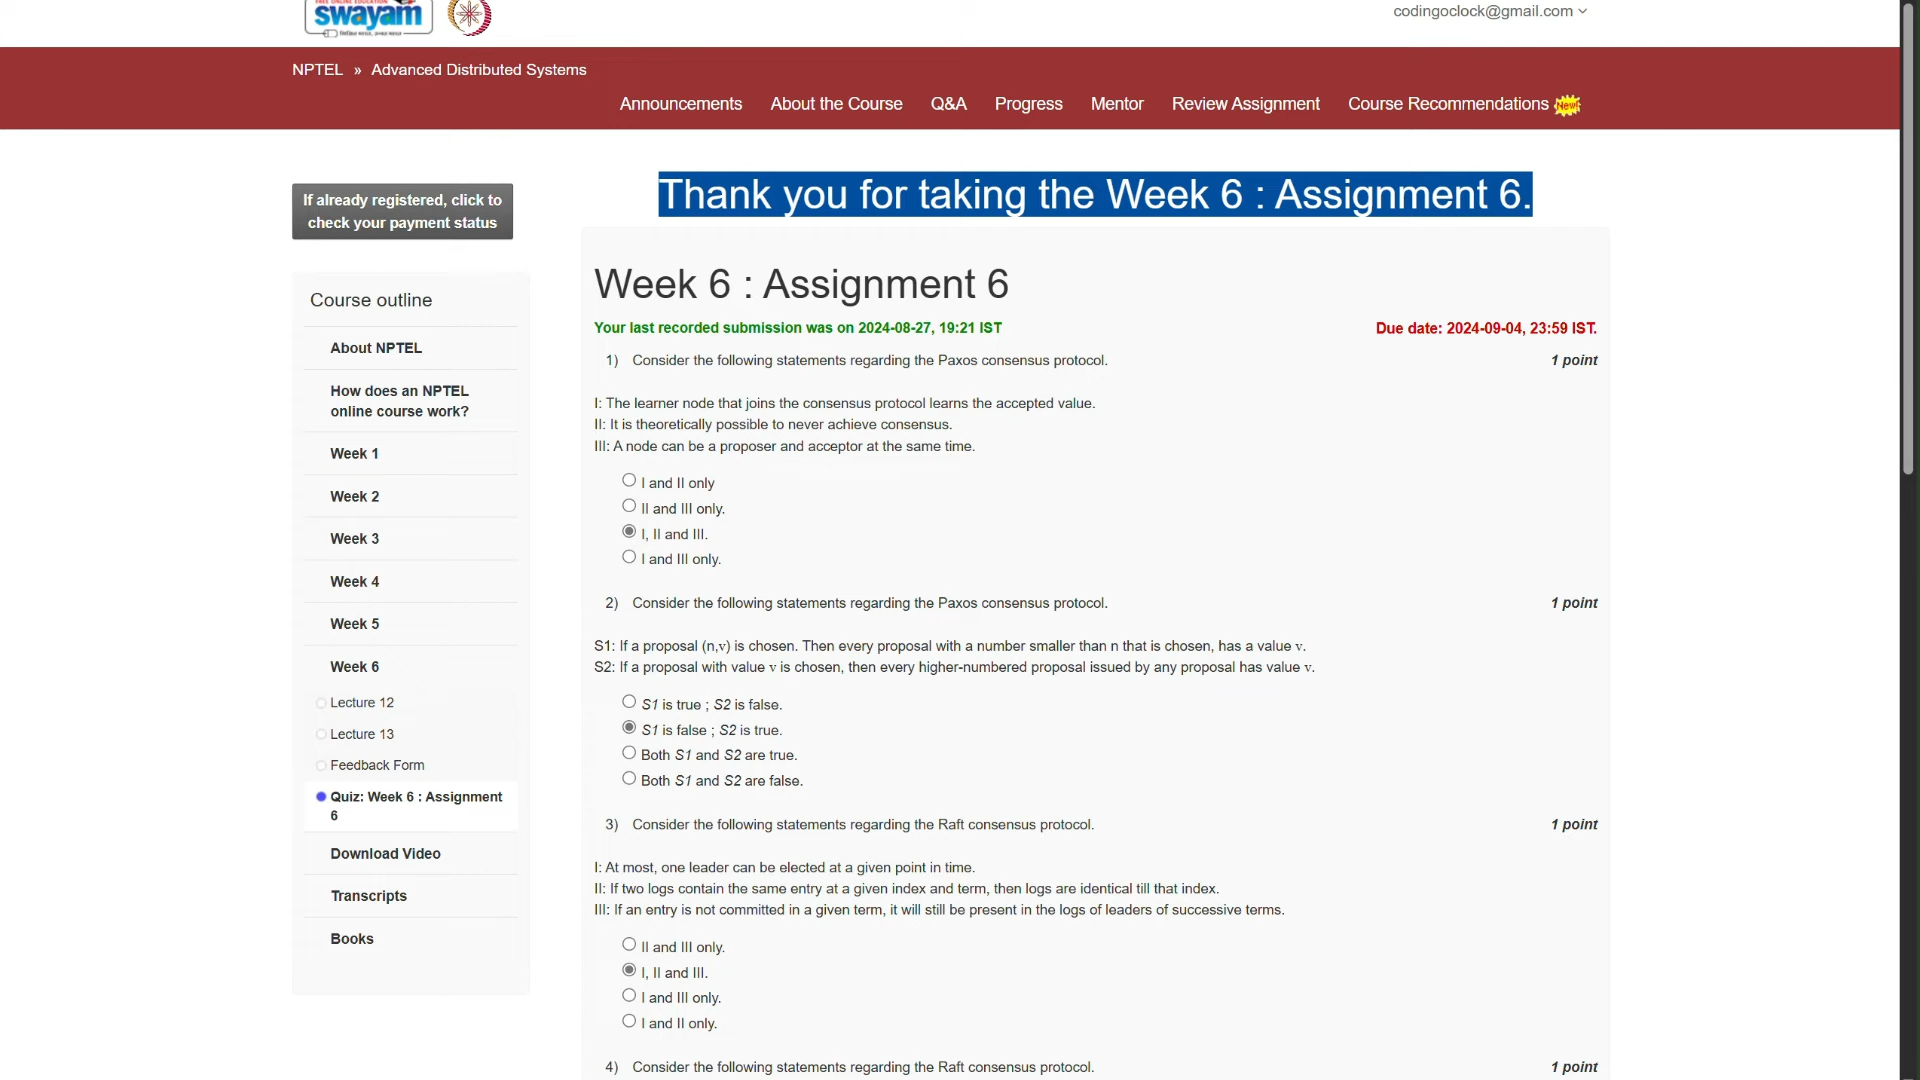 swayam
codingoclock@gmail.com
NPTEL » Advanced Distributed Systems
Announcements About the Course Q&A Progress Mentor Review Assignment Course Recommendations New!
If already registered, click to
check your payment status
Course outline
About NPTEL
How does an NPTEL
online course work?
Week 1
Week 2
Week 3
Week 4
Week 5
Week 6
Lecture 12
Lecture 13
Feedback Form
Quiz: Week 6 : Assignment
6
Download Video
Transcripts
Books
Thank you for taking the Week 6 : Assignment 6.
Week 6 : Assignment 6
Your last recorded submission was on 2024-08-27, 19:21 IST Due date: 2024-09-04, 23:59 IST.
1) Consider the following statements regarding the Paxos consensus protocol. 1 point
I: The learner node that joins the consensus protocol learns the accepted value.
II: It is theoretically possible to never achieve consensus.
III: A node can be a proposer and acceptor at the same time.
I and II only
II and III only.
I, II and III.
I and III only.
2) Consider the following statements regarding the Paxos consensus protocol. 1 point
S1: If a proposal (n,v) is chosen. Then every proposal with a number smaller than n that is chosen, has a value v.
S2: If a proposal with value v is chosen, then every higher-numbered proposal issued by any proposal has value v.
S1 is true ; S2 is false.
S1 is false ; S2 is true.
Both S1 and S2 are true.
Both S1 and S2 are false.
3) Consider the following statements regarding the Raft consensus protocol. 1 point
I: At most, one leader can be elected at a given point in time.
II: If two logs contain the same entry at a given index and term, then logs are identical till that index.
III: If an entry is not committed in a given term, it will still be present in the logs of leaders of successive terms.
II and III only.
I, II and III.
I and III only.
I and II only.
4) Consider the following statements regarding the Raft consensus protocol. 1 point